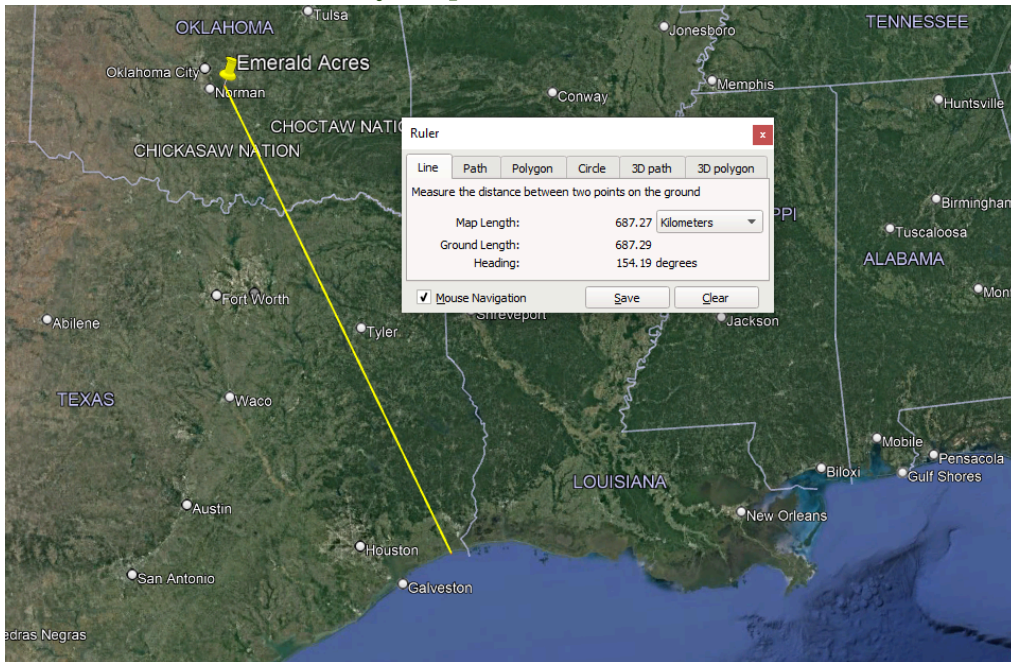 Tulsa
OKLAHOMA
TENNESSEE
Jonesboro
Emerald Acres
Oklahoma City
Norman
Memphis
Conway
Huntsville
CHOCTAW NATIO
CHICKASAW NATION
Ruler
x
Line Path Polygon Circle 3D path 3D polygon
Measure the distance between two points on the ground
Map Length: 687.27 Kilometers
Ground Length: 687.29
Heading: 154.19 degrees
Mouse Navigation Save Clear
PPI
Birmingham
Tuscaloosa
ALABAMA
Mon
Fort Worth
Shreveport
Jackson
Abilene
Tyler
TEXAS
Waco
Mobile
Pensacola
Biloxi
Gulf Shores
LOUISIANA
Austin
New Orleans
Houston
San Antonio
Galveston
edras Negras